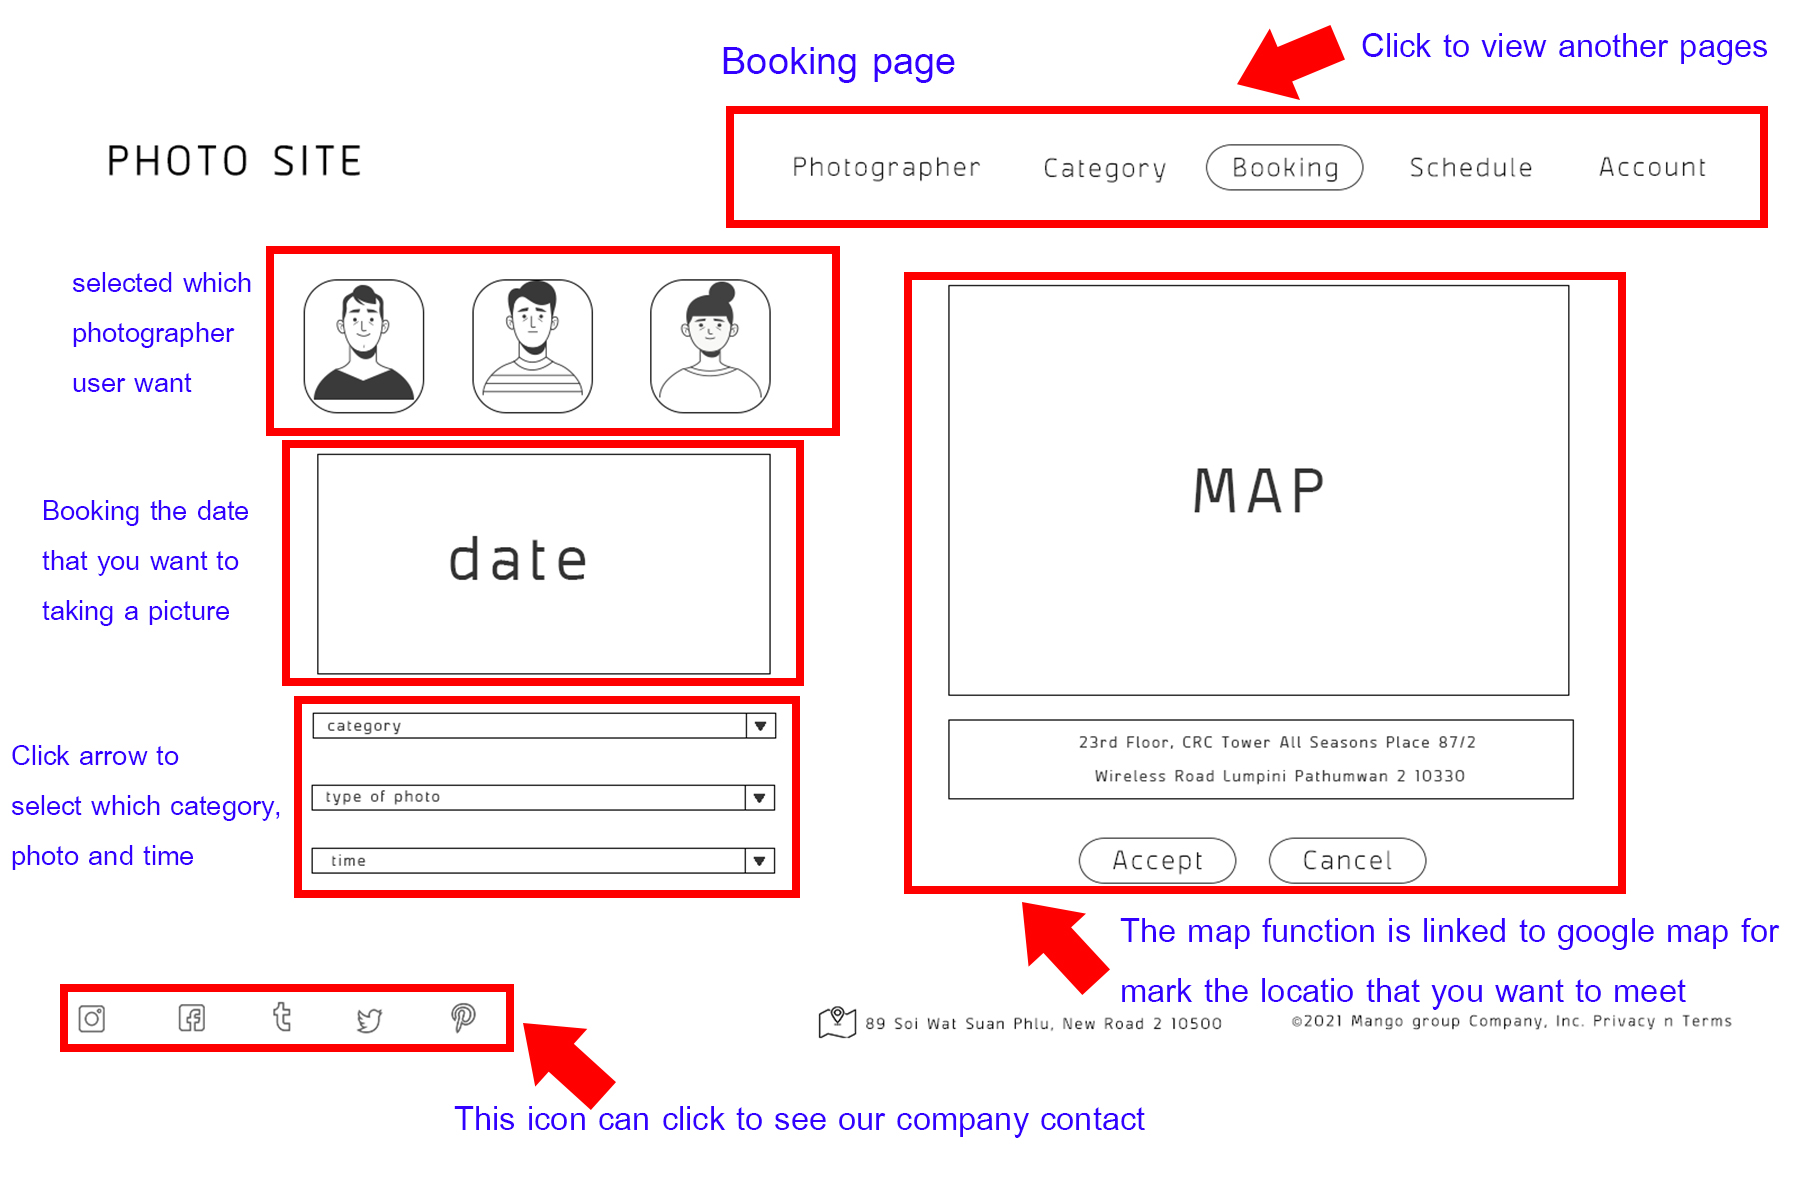 Booking page
Click to view another pages
PHOTO SITE
Photographer
Category
Booking
Schedule
Account
selected which
photographer
user want
Booking the date
that you want to
taking a picture
date
Click arrow to
select which category,
photo and time
category
type of photo
time
MAP
23rd Floor, CRC Tower All Seasons Place 87/2
Wireless Road Lumpini Pathumwan 2 10330
Accept
Cancel
The map function is linked to google map for
mark the locatio that you want to meet
89 Soi Wat Suan Phlu, New Road 2 10500
©2021 Mango group Company, Inc. Privacy n Terms
This icon can click to see our company contact